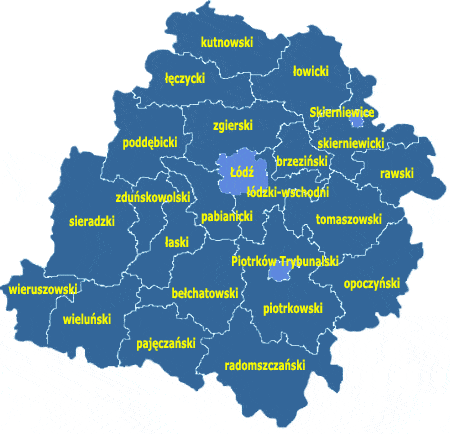 kutnowski
łowicki
łęczycki
Skierniewice
zgierski
poddębicki
skierniewicki
brzeziński
Łódź
rawski
łódzki-wschodni
zduńskowolski
sieradzki
pabianicki
tomaszowski
łaski
Piotrków Trybunalski
opoczyński
wieruszowski
bełchatowski
piotrkowski
wieluński
pajęczański
radomszczański